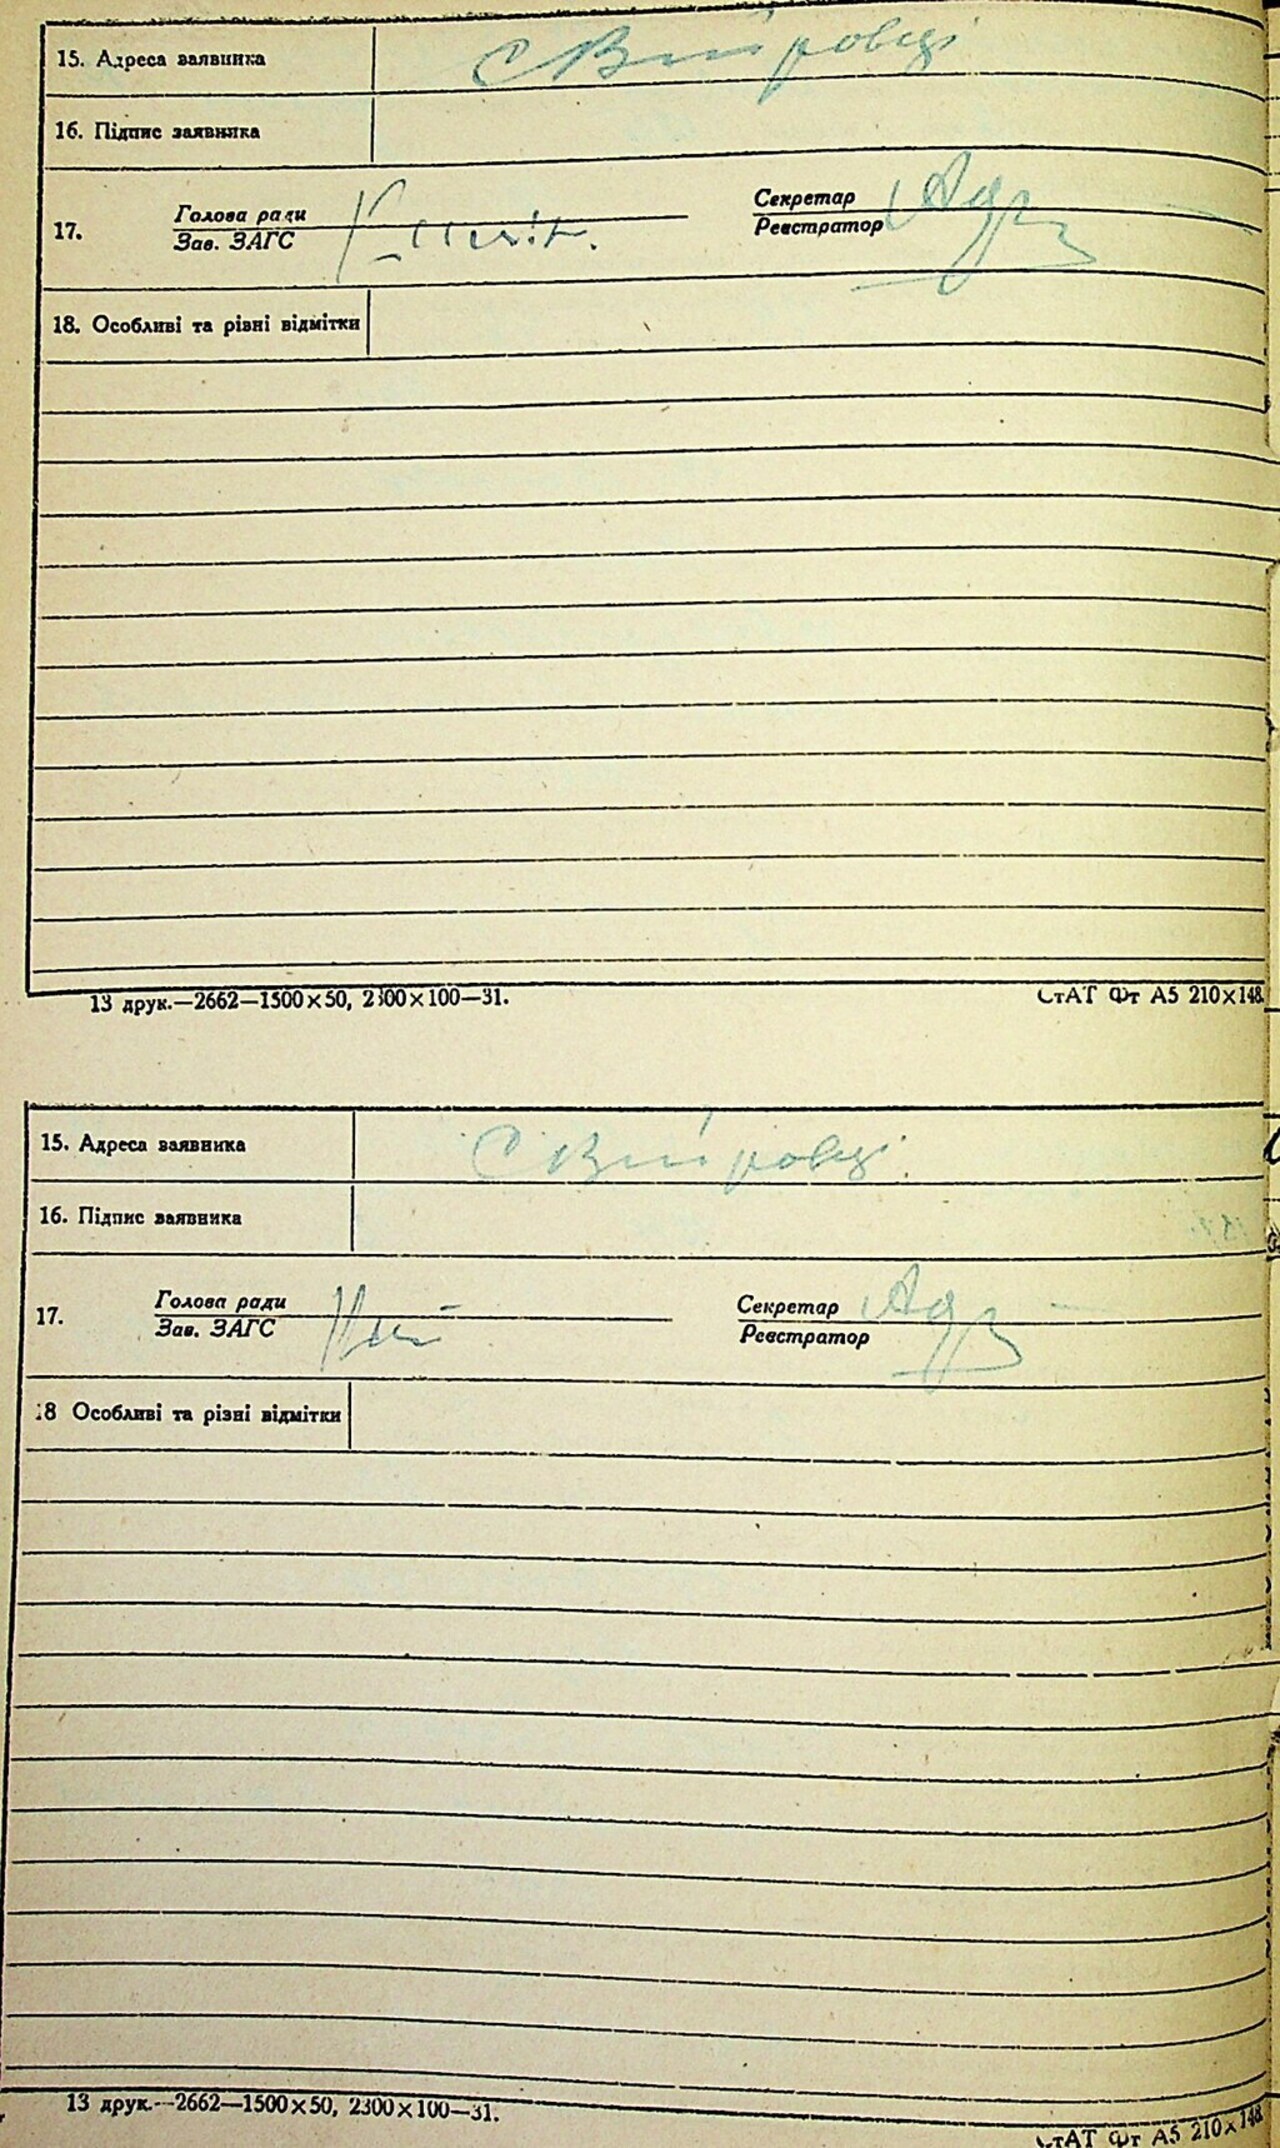 15. Адреса заявника
16. Підпис заявника
17. Голова ради
Зав. ЗАГС
Секретар
Реєстратор
18. Особливі та різні відмітки
13 друк.—2662—1500×50, 2300×100—31. СтАТ Фт А5 210×148
15. Адреса заявника
16. Підпис заявника
17. Голова ради
Зав. ЗАГС
Секретар
Реєстратор
18 Особливі та різні відмітки
13 друк.—2662—1500×50, 2300×100—31.
СтАТ Фт А5 210×148